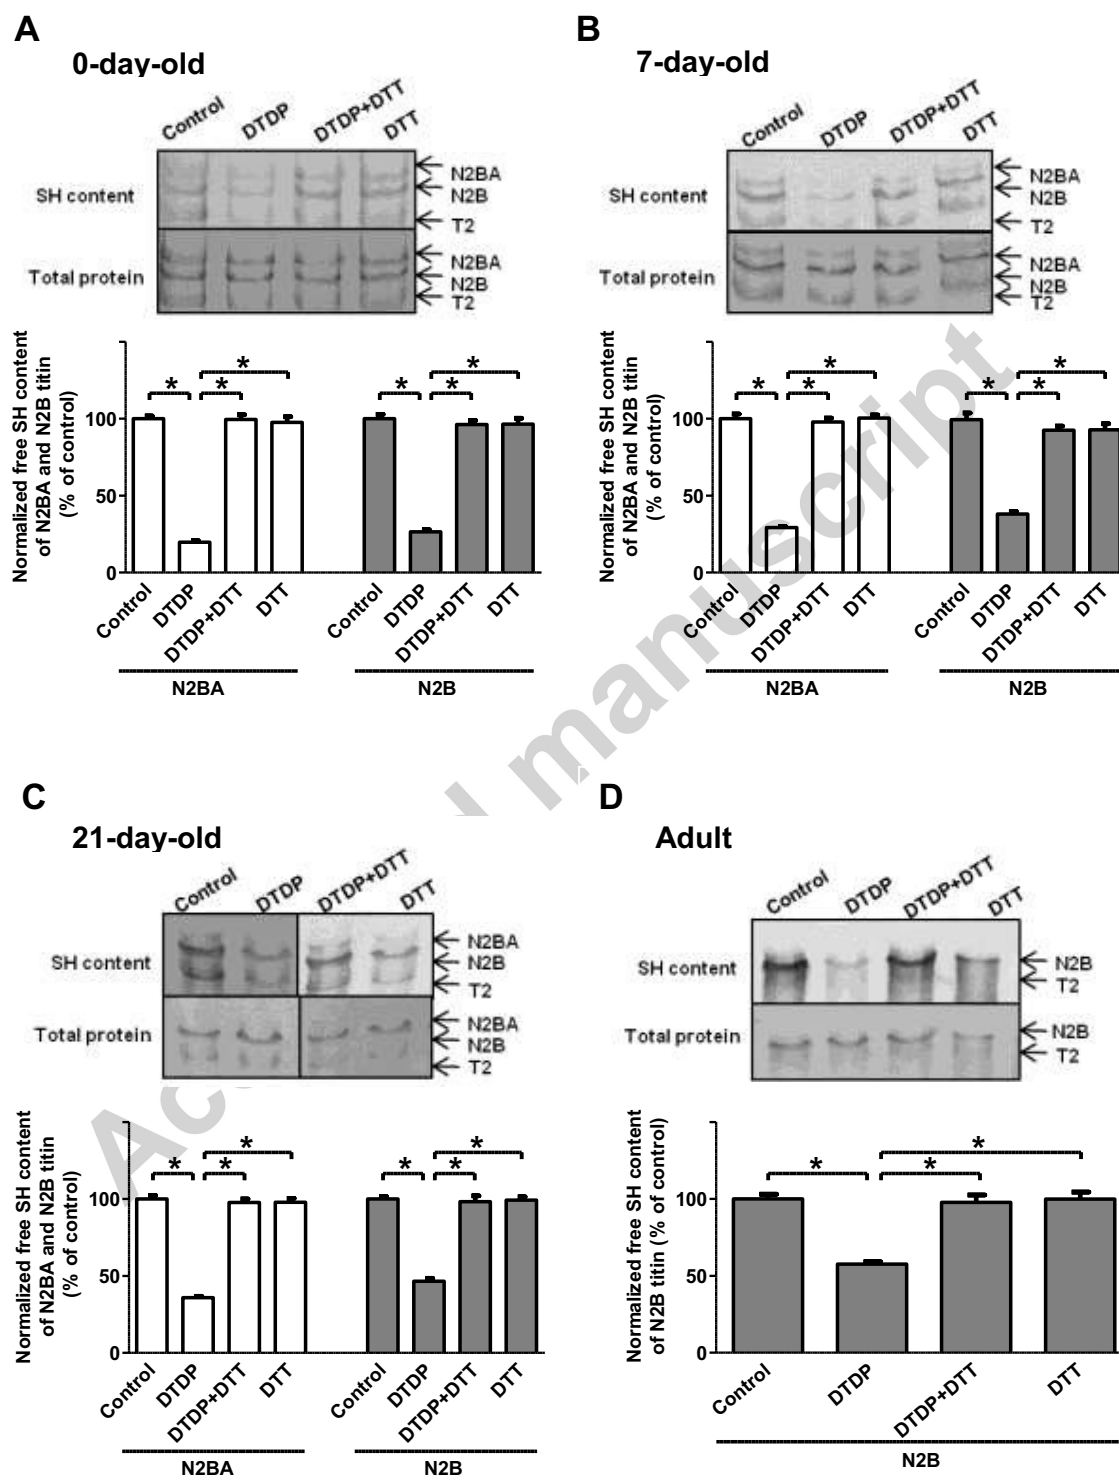 A
0-day-old
Control
DTDP
DTDP+DTT
DTT
SH content
N2BA
N2B
T2
Total protein
N2BA
N2B
T2
Normalized free SH content
of N2BA and N2B titin
(% of control)
100
50
0
*
*
*
*
*
*
Control
DTDP
DTDP+DTT
DTT
Control
DTDP
DTDP+DTT
DTT
N2BA
N2B
B
7-day-old
Control
DTDP
DTDP+DTT
DTT
SH content
N2BA
N2B
T2
Total protein
N2BA
N2B
T2
Normalized free SH content
of N2BA and N2B titin
(% of control)
100
50
0
*
*
*
*
*
*
Control
DTDP
DTDP+DTT
DTT
Control
DTDP
DTDP+DTT
DTT
N2BA
N2B
C
21-day-old
Control
DTDP
DTDP+DTT
DTT
SH content
N2BA
N2B
T2
Total protein
N2BA
N2B
T2
Normalized free SH content
of N2BA and N2B titin
(% of control)
100
50
0
*
*
*
*
*
*
Control
DTDP
DTDP+DTT
DTT
Control
DTDP
DTDP+DTT
DTT
N2BA
N2B
D
Adult
Control
DTDP
DTDP+DTT
DTT
SH content
N2B
T2
Total protein
N2B
T2
Normalized free SH content
of N2B titin (% of control)
100
50
0
*
*
*
Control
DTDP
DTDP+DTT
DTT
N2B
manuscript